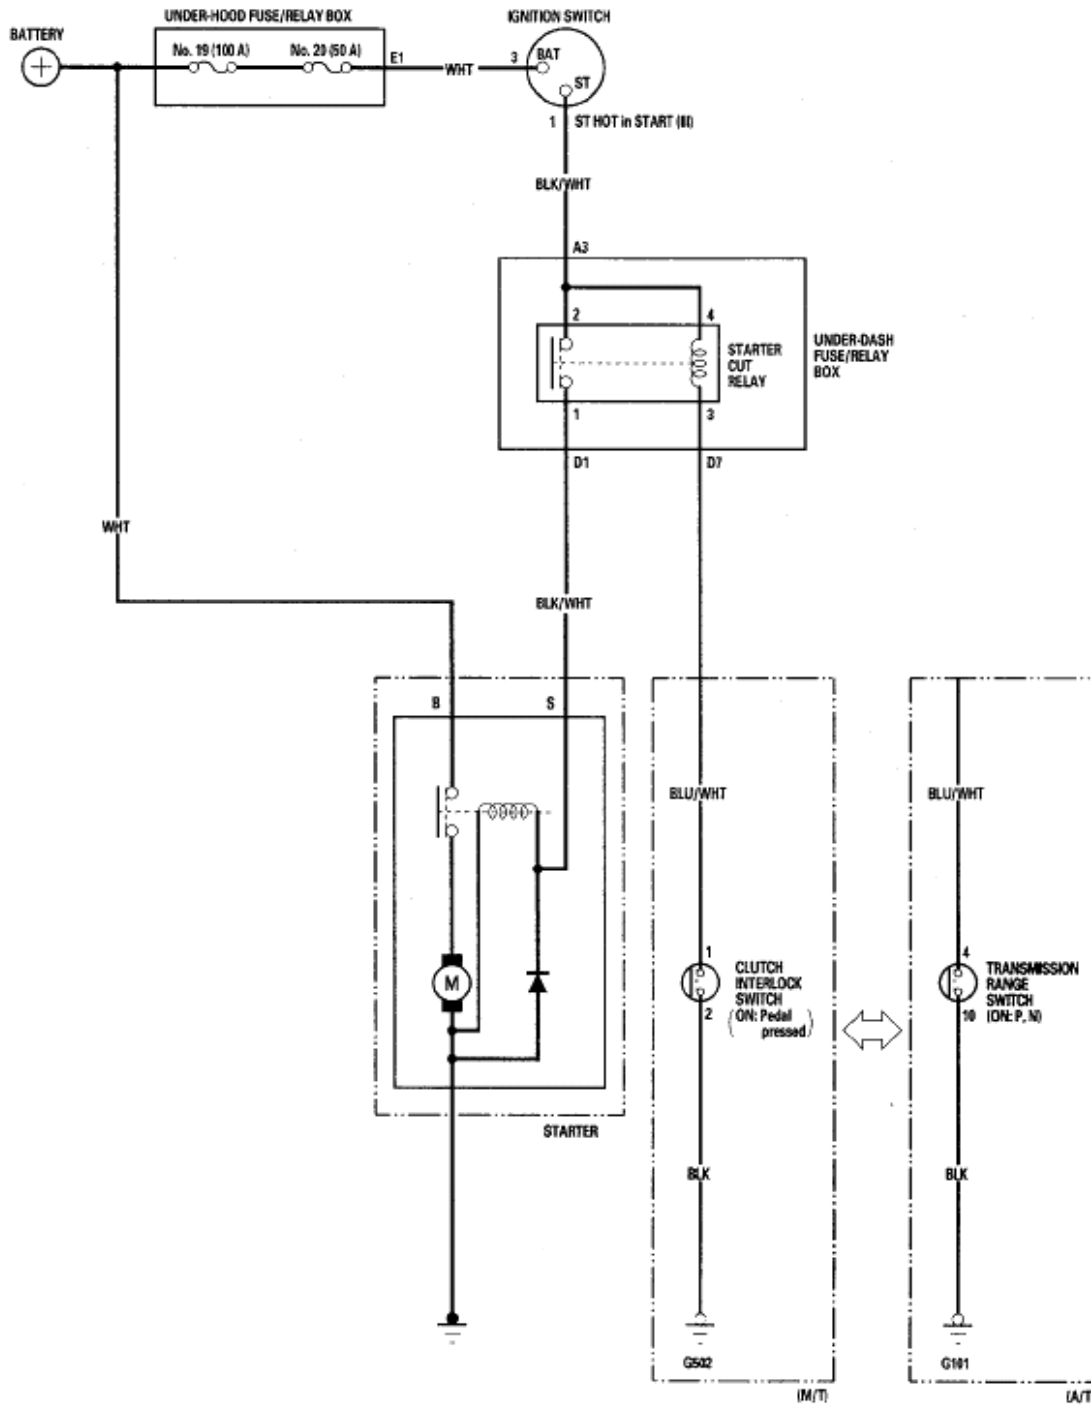 UNDER-HOOD FUSE/RELAY BOX
IGNITION SWITCH
BATTERY
No. 19 (100 A)
No. 20 (50 A)
E1
WHT
3
BAT
ST
1
ST HOT in START (III)
BLK/WHT
A3
2
4
STARTER
CUT
RELAY
UNDER-DASH
FUSE/RELAY
BOX
1
3
D1
D7
WHT
BLK/WHT
B
S
BLU/WHT
BLU/WHT
M
1
CLUTCH
INTERLOCK
SWITCH
(ON: Pedal
pressed)
2
4
TRANSMISSION
RANGE
SWITCH
(ON: P, N)
10
STARTER
BLK
BLK
G502
G101
(M/T)
(A/T